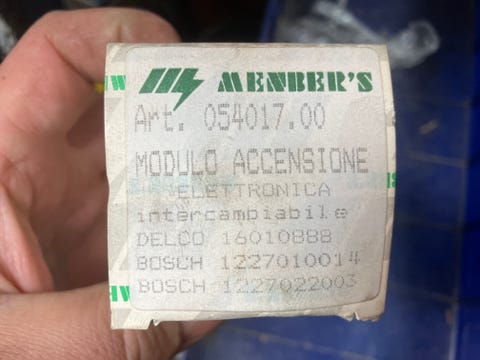 MENBER'S
Art. 054017.00
MODULO ACCENSIONE
ELETTRONICA
intercambiabile
DELCO 16010888
BOSCH 1227010014
BOSCH 1227022003